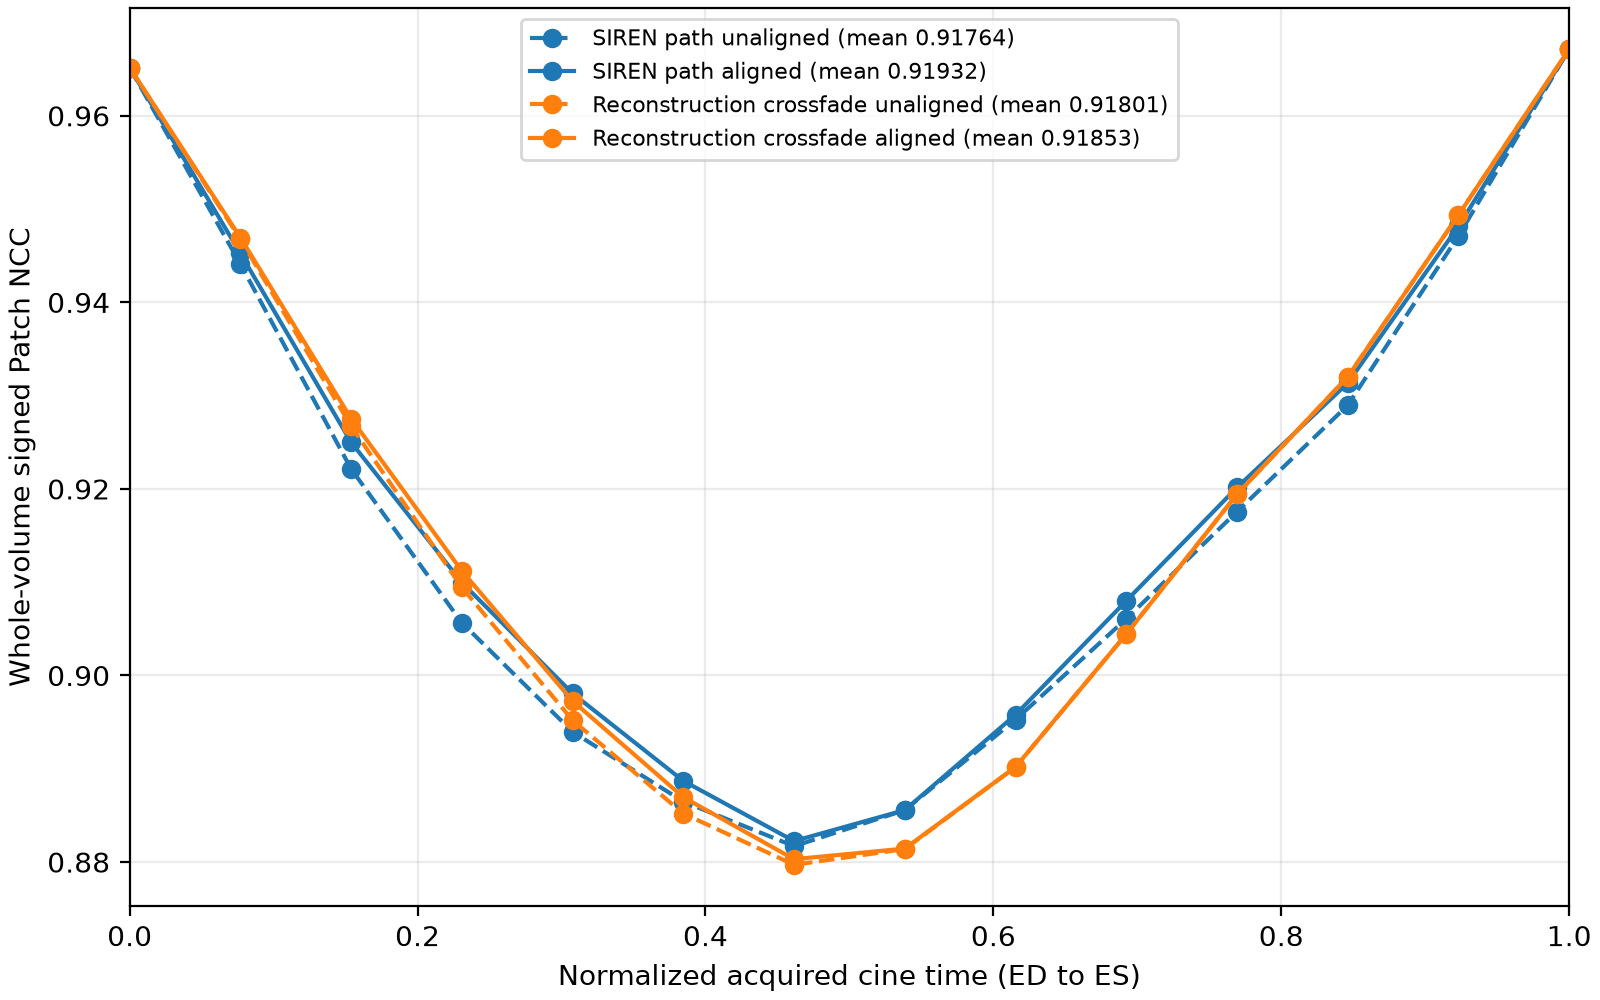 SIREN path unaligned (mean 0.91764)
SIREN path aligned (mean 0.91932)
Reconstruction crossfade unaligned (mean 0.91801)
Reconstruction crossfade aligned (mean 0.91853)
Whole-volume signed Patch NCC
0.96
0.94
0.92
0.90
0.88
0.0 0.2 0.4 0.6 0.8 1.0
Normalized acquired cine time (ED to ES)